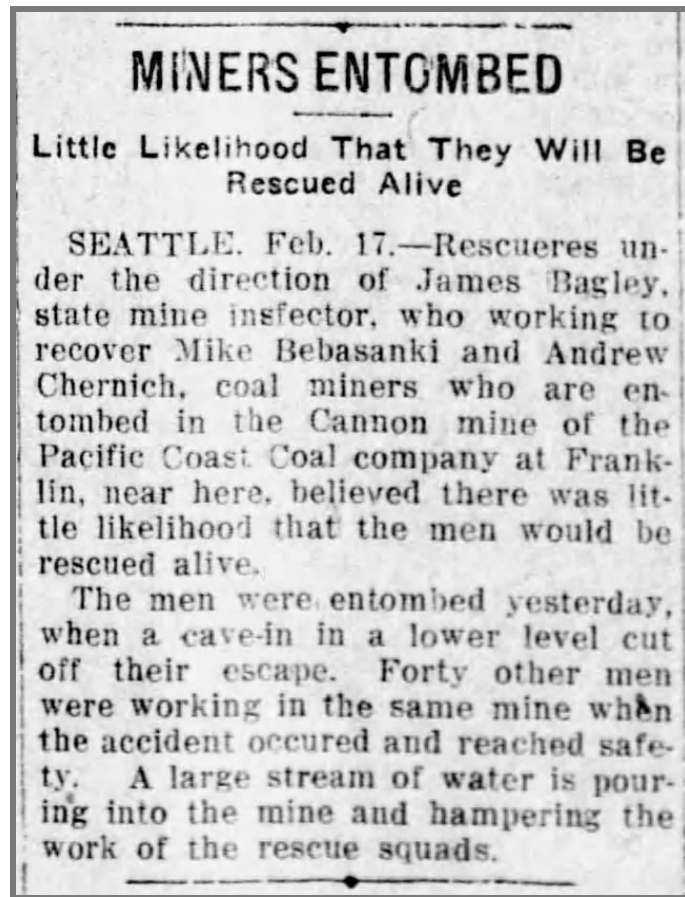 MINERS ENTOMBED
Little Likelihood That They Will Be
Rescued Alive
SEATTLE. Feb. 17.—Rescueres un-
der the direction of James Bagley,
state mine insfector, who working to
recover Mike Bebasanki and Andrew
Chernich, coal miners who are en-
tombed in the Cannon mine of the
Pacific Coast Coal company at Frank-
lin, near here, believed there was lit-
tle likelihood that the men would be
rescued alive.
The men were entombed yesterday,
when a cave-in in a lower level cut
off their escape. Forty other men
were working in the same mine when
the accident occured and reached safe-
ty. A large stream of water is pour-
ing into the mine and hampering the
work of the rescue squads.